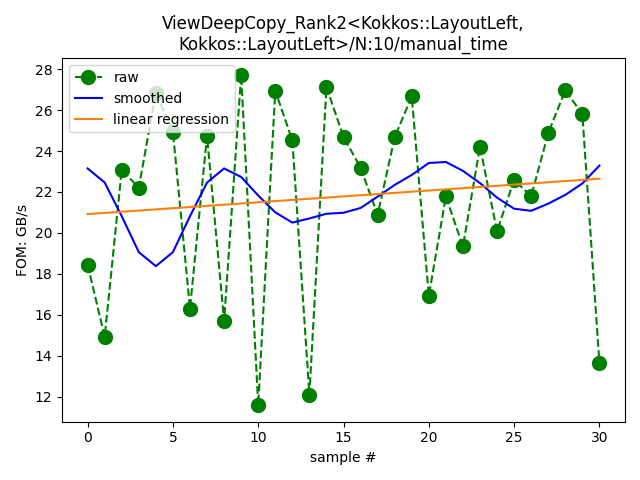 ViewDeepCopy_Rank2<Kokkos::LayoutLeft,
Kokkos::LayoutLeft>/N:10/manual_time
raw
smoothed
linear regression
FOM: GB/s
28
26
24
22
20
18
16
14
12
0
5
10
15
20
25
30
sample #